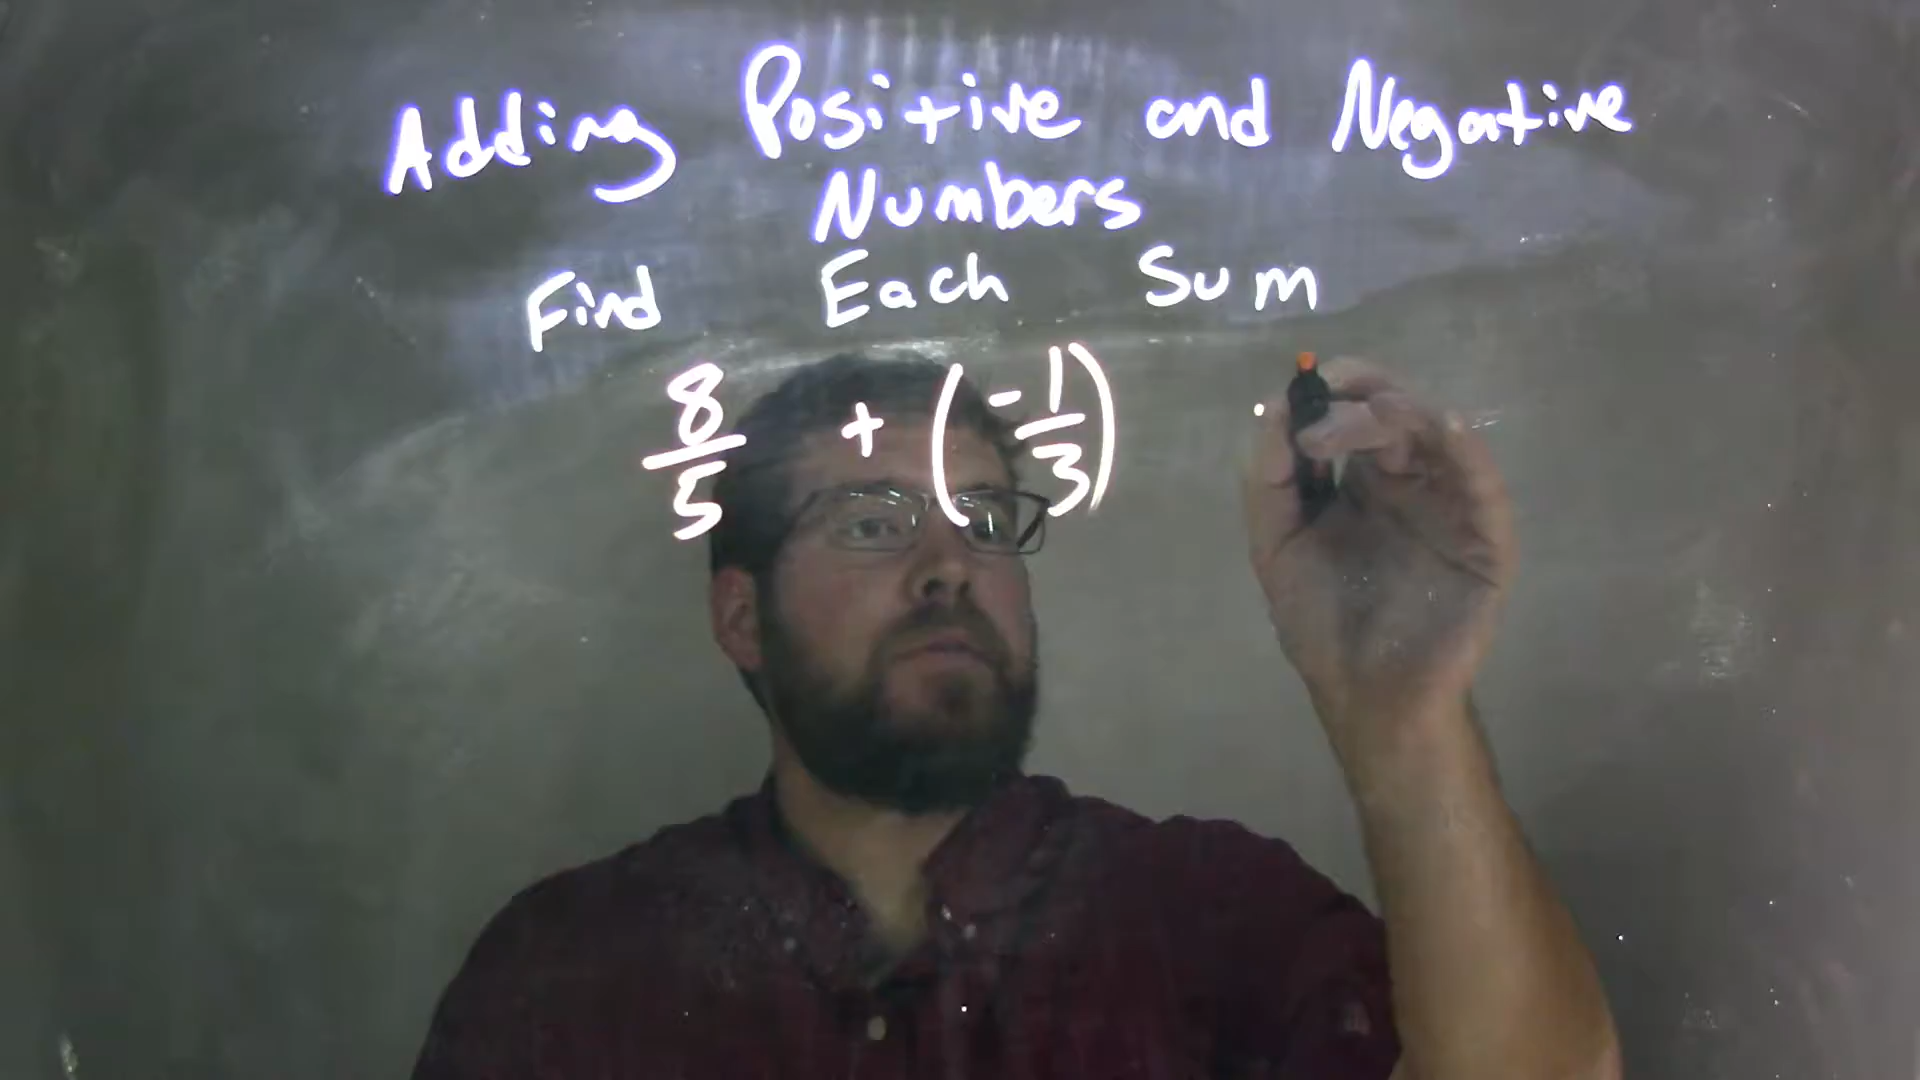 Adding Positive and Negative
Numbers
Find Each Sum
8/5 + (-1/3)